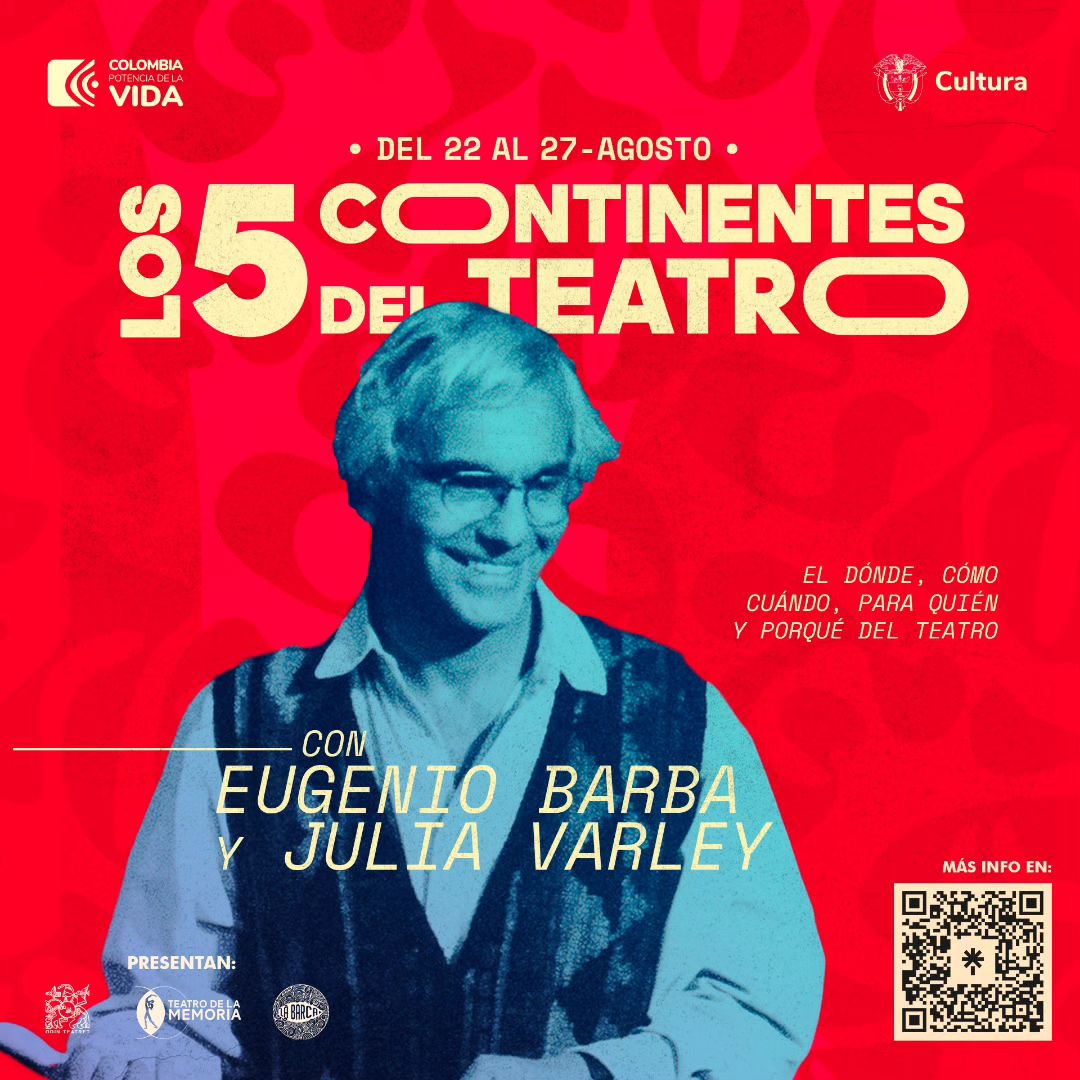 COLOMBIA
POTENCIA DE LA
VIDA
Cultura
• DEL 22 AL 27-AGOSTO •
LOS 5 CONTINENTES
DEL TEATRO
EL DÓNDE, CÓMO
CUÁNDO, PARA QUIÉN
Y PORQUÉ DEL TEATRO
CON
EUGENIO BARBA
Y JULIA VARLEY
MÁS INFO EN:
PRESENTAN:
ODIN TEATRET
TEATRO DE LA
MEMORIA
LA BARCA